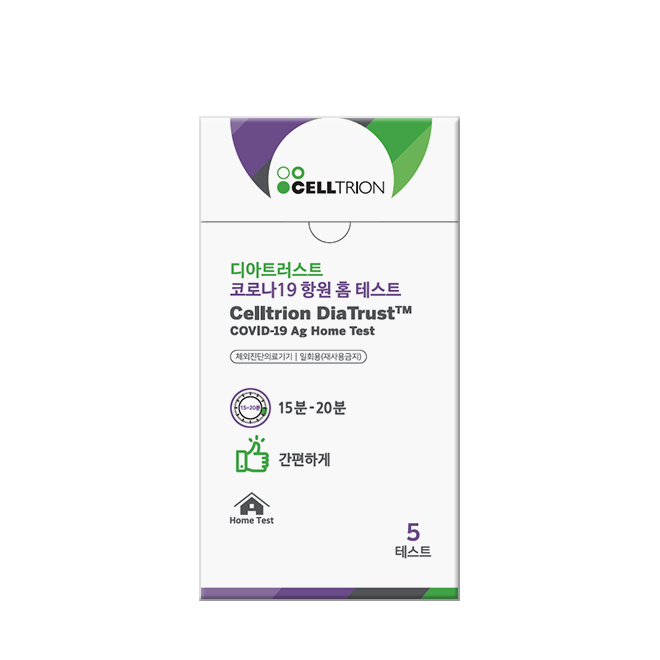 CELLTRION
디아트러스트
코로나19 항원 홈 테스트
Celltrion DiaTrust™
COVID-19 Ag Home Test
체외진단의료기기 | 일회용(재사용금지)
15~20분
15분-20분
간편하게
Home Test
5
테스트